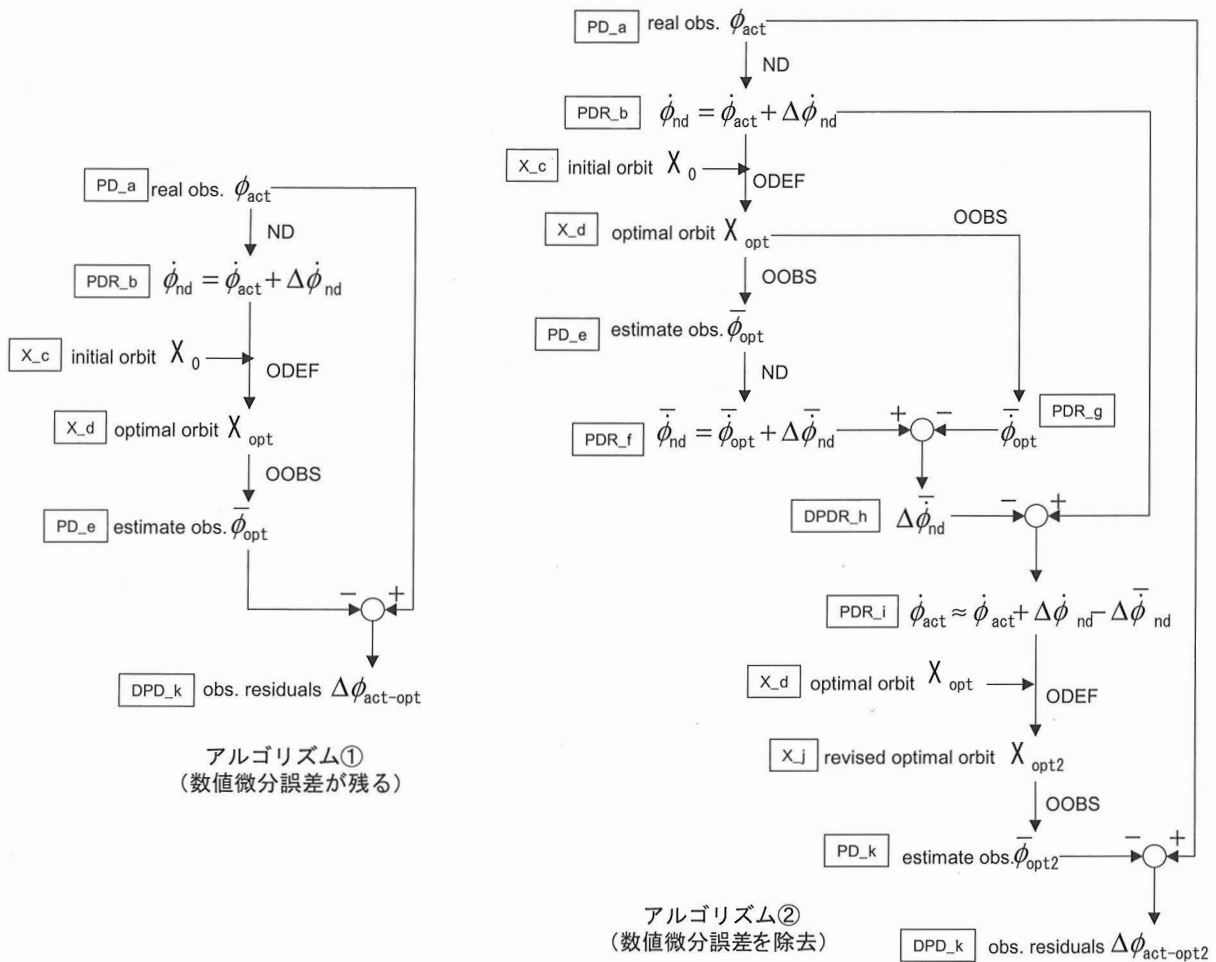 PD_a real obs. ϕact
ND
PDR_b ϕ̇nd = ϕ̇act + Δϕ̇nd
X_c initial orbit X0
ODEF
X_d optimal orbit Xopt
OOBS
PD_e estimate obs. ϕ̄opt
− +
DPD_k obs. residuals Δϕact-opt
アルゴリズム①
（数値微分誤差が残る）
PD_a real obs. ϕact
ND
PDR_b ϕ̇nd = ϕ̇act + Δϕ̇nd
X_c initial orbit X0
ODEF
X_d optimal orbit Xopt
OOBS
OOBS
PD_e estimate obs. ϕ̄opt
ND
PDR_f ϕ̇̄nd = ϕ̇̄opt + Δϕ̇̄nd
+ −
ϕ̇̄opt PDR_g
DPDR_h Δϕ̇̄nd
− +
PDR_i ϕ̇act ≈ ϕ̇act + Δϕ̇nd − Δϕ̇̄nd
X_d optimal orbit Xopt
ODEF
X_j revised optimal orbit Xopt2
OOBS
PD_k estimate obs. ϕ̄opt2
− +
DPD_k obs. residuals Δϕact-opt2
アルゴリズム②
（数値微分誤差を除去）